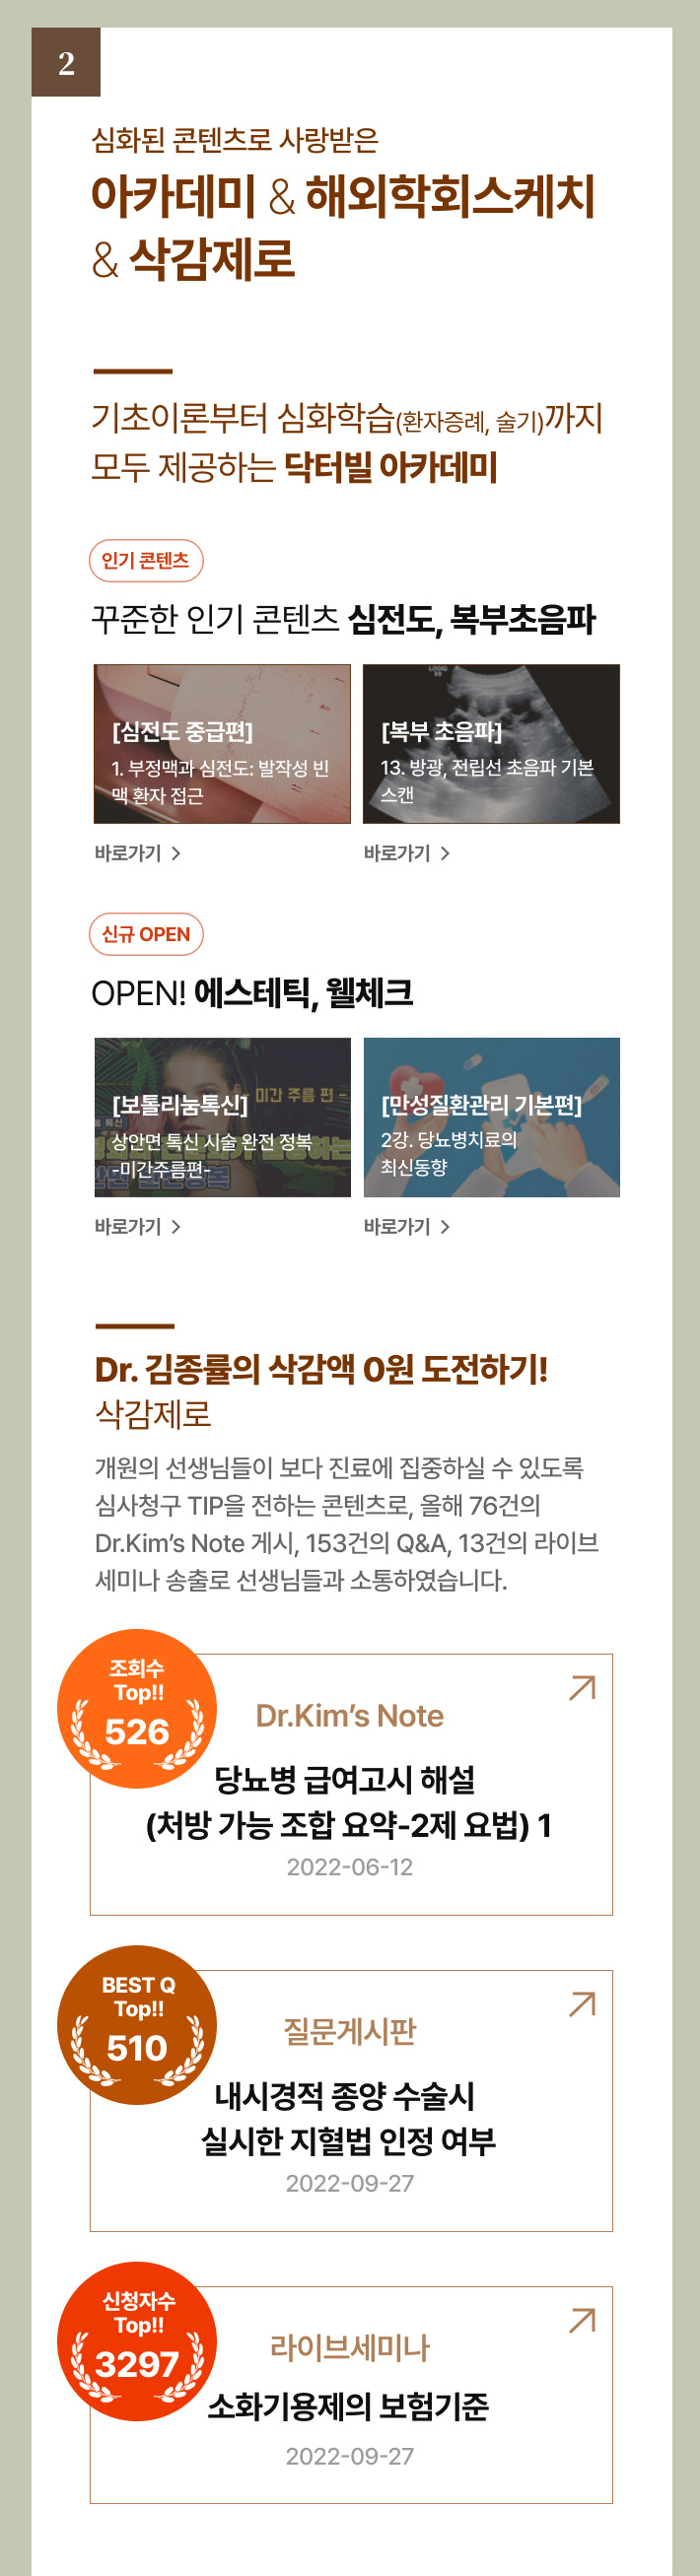 2
심화된 콘텐츠로 사랑받은
아카데미 & 해외학회스케치
& 삭감제로
기초이론부터 심화학습(환자증례, 술기)까지
모두 제공하는 닥터빌 아카데미
인기 콘텐츠
꾸준한 인기 콘텐츠 심전도, 복부초음파
[심전도 중급편]
1. 부정맥과 심전도: 발작성 빈
맥 환자 접근
바로가기 >
[복부 초음파]
13. 방광, 전립선 초음파 기본
스캔
바로가기 >
신규 OPEN
OPEN! 에스테틱, 웰체크
[보톨리눔톡신]
미간 주름 편 -
상안면 톡신 시술 완전 정복
-미간주름편-
바로가기 >
[만성질환관리 기본편]
2강. 당뇨병치료의
최신동향
바로가기 >
Dr. 김종률의 삭감액 0원 도전하기!
삭감제로
개원의 선생님들이 보다 진료에 집중하실 수 있도록
심사청구 TIP을 전하는 콘텐츠로, 올해 76건의
Dr.Kim’s Note 게시, 153건의 Q&A, 13건의 라이브
세미나 송출로 선생님들과 소통하였습니다.
조회수
Top!!
526
Dr.Kim’s Note
당뇨병 급여고시 해설
(처방 가능 조합 요약-2제 요법) 1
2022-06-12
BEST Q
Top!!
510
질문게시판
내시경적 종양 수술시
실시한 지혈법 인정 여부
2022-09-27
신청자수
Top!!
3297
라이브세미나
소화기용제의 보험기준
2022-09-27